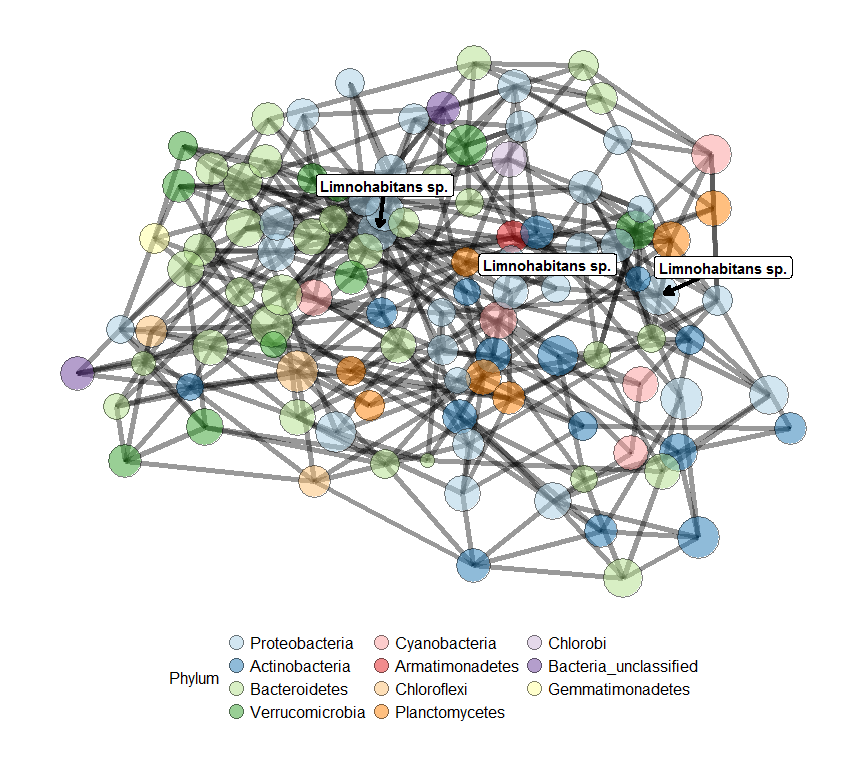 Limnohabitans sp.
Limnohabitans sp.
Limnohabitans sp.
Proteobacteria Cyanobacteria Chlorobi
Actinobacteria Armatimonadetes Bacteria_unclassified
Phylum
Bacteroidetes Chloroflexi Gemmatimonadetes
Verrucomicrobia Planctomycetes